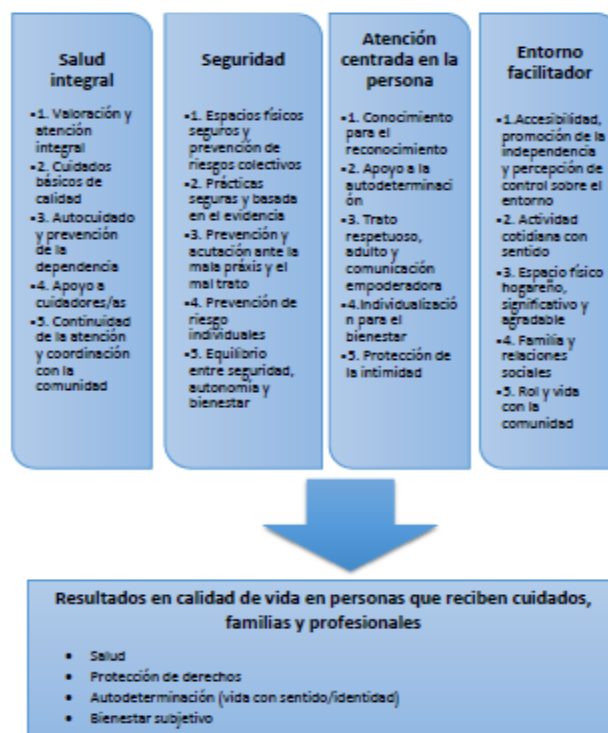 Salud
integral
▪1. Valoración y
atención
integral
▪2. Cuidados
básicos de
calidad
▪3. Autocuidado
y prevención
de la
dependencia
▪4. Apoyo a
cuidadores/as
▪5. Continuidad
de la atención
y coordinación
con la
comunidad
Seguridad
▪1. Espacios físicos
seguros y
prevención de
riesgos colectivos
▪2. Prácticas
seguras y basada
en el evidencia
▪3. Prevención y
acutación ante la
mala práxis y el
mal trato
▪4. Prevención de
riesgo
individuales
▪5. Equilibrio
entre seguridad,
autonomía y
bienestar
Atención
centrada en la
persona
▪1. Conocimiento
para el
reconocimiento
▪2. Apoyo a la
autodeterminaci
ón
▪3. Trato
respetuoso,
adulto y
comunicación
empoderadora
▪4.Individualizació
n para el
bienestar
▪5. Protección de
la intimidad
Entorno
facilitador
▪1.Accesibilidad,
promoción de la
independencia
y percepción de
control sobre el
entorno
▪2. Actividad
cotidiana con
sentido
▪3. Espacio físico
hogareño,
significativo y
agradable
▪4. Familia y
relaciones
sociales
▪5. Rol y vida
con la
comunidad
Resultados en calidad de vida en personas que reciben cuidados,
familias y profesionales
• Salud
• Protección de derechos
• Autodeterminación (vida con sentido/identidad)
• Bienestar subjetivo